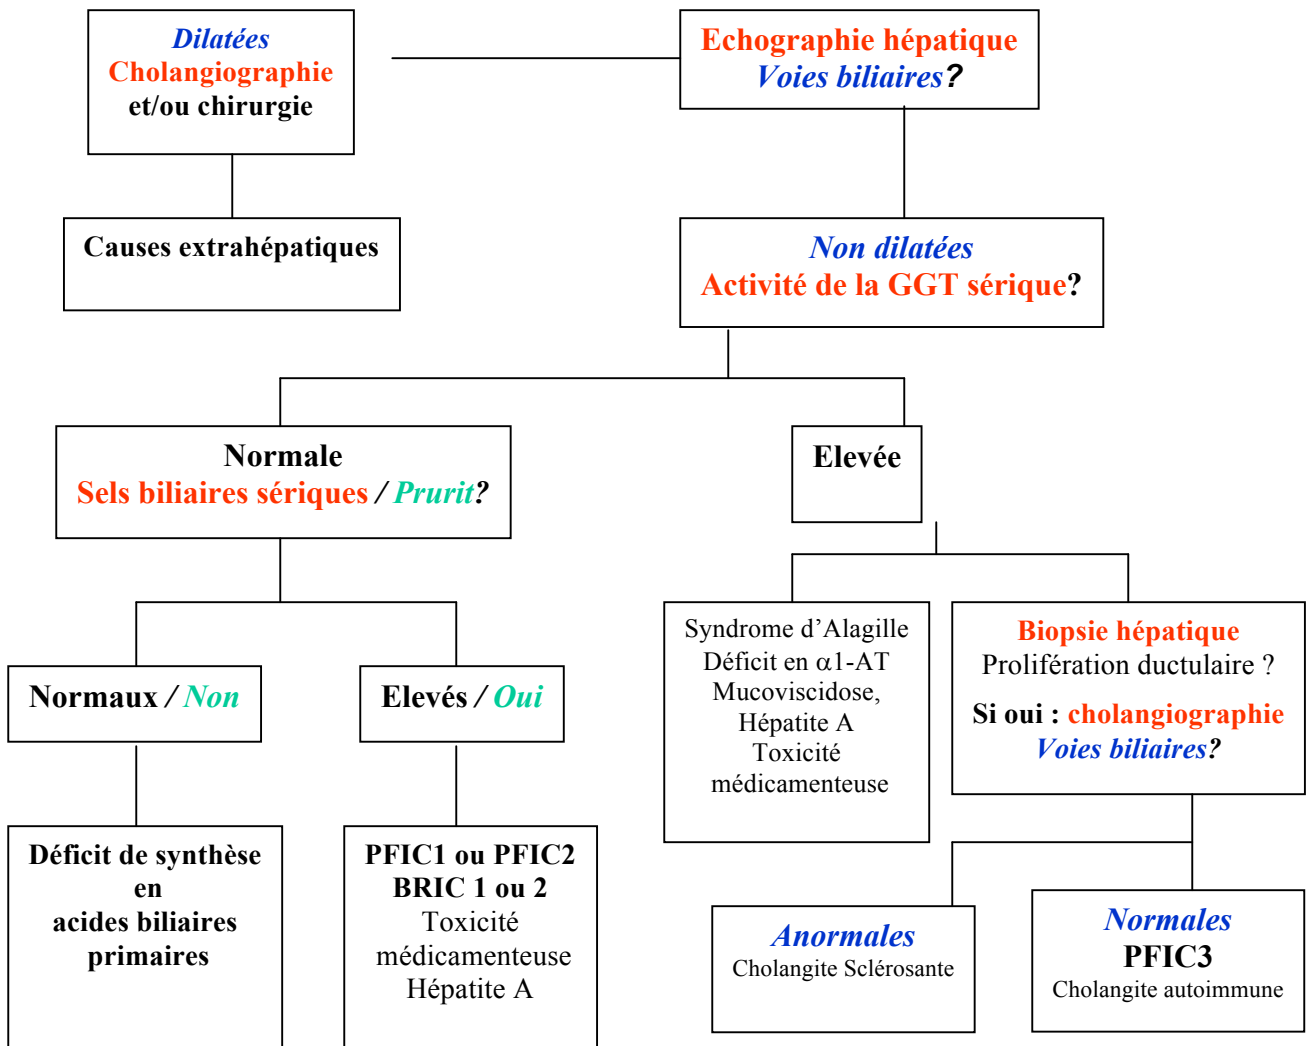 Dilatées
Cholangiographie
et/ou chirurgie
Echographie hépatique
Voies biliaires?
Causes extrahépatiques
Non dilatées
Activité de la GGT sérique?
Normale
Sels biliaires sériques / Prurit?
Elevée
Normaux / Non
Elevés / Oui
Syndrome d’Alagille
Déficit en α1-AT
Mucoviscidose,
Hépatite A
Toxicité
médicamenteuse
Biopsie hépatique
Prolifération ductulaire ?
Si oui : cholangiographie
Voies biliaires?
Déficit de synthèse
en
acides biliaires
primaires
PFIC1 ou PFIC2
BRIC 1 ou 2
Toxicité
médicamenteuse
Hépatite A
Anormales
Cholangite Sclérosante
Normales
PFIC3
Cholangite autoimmune